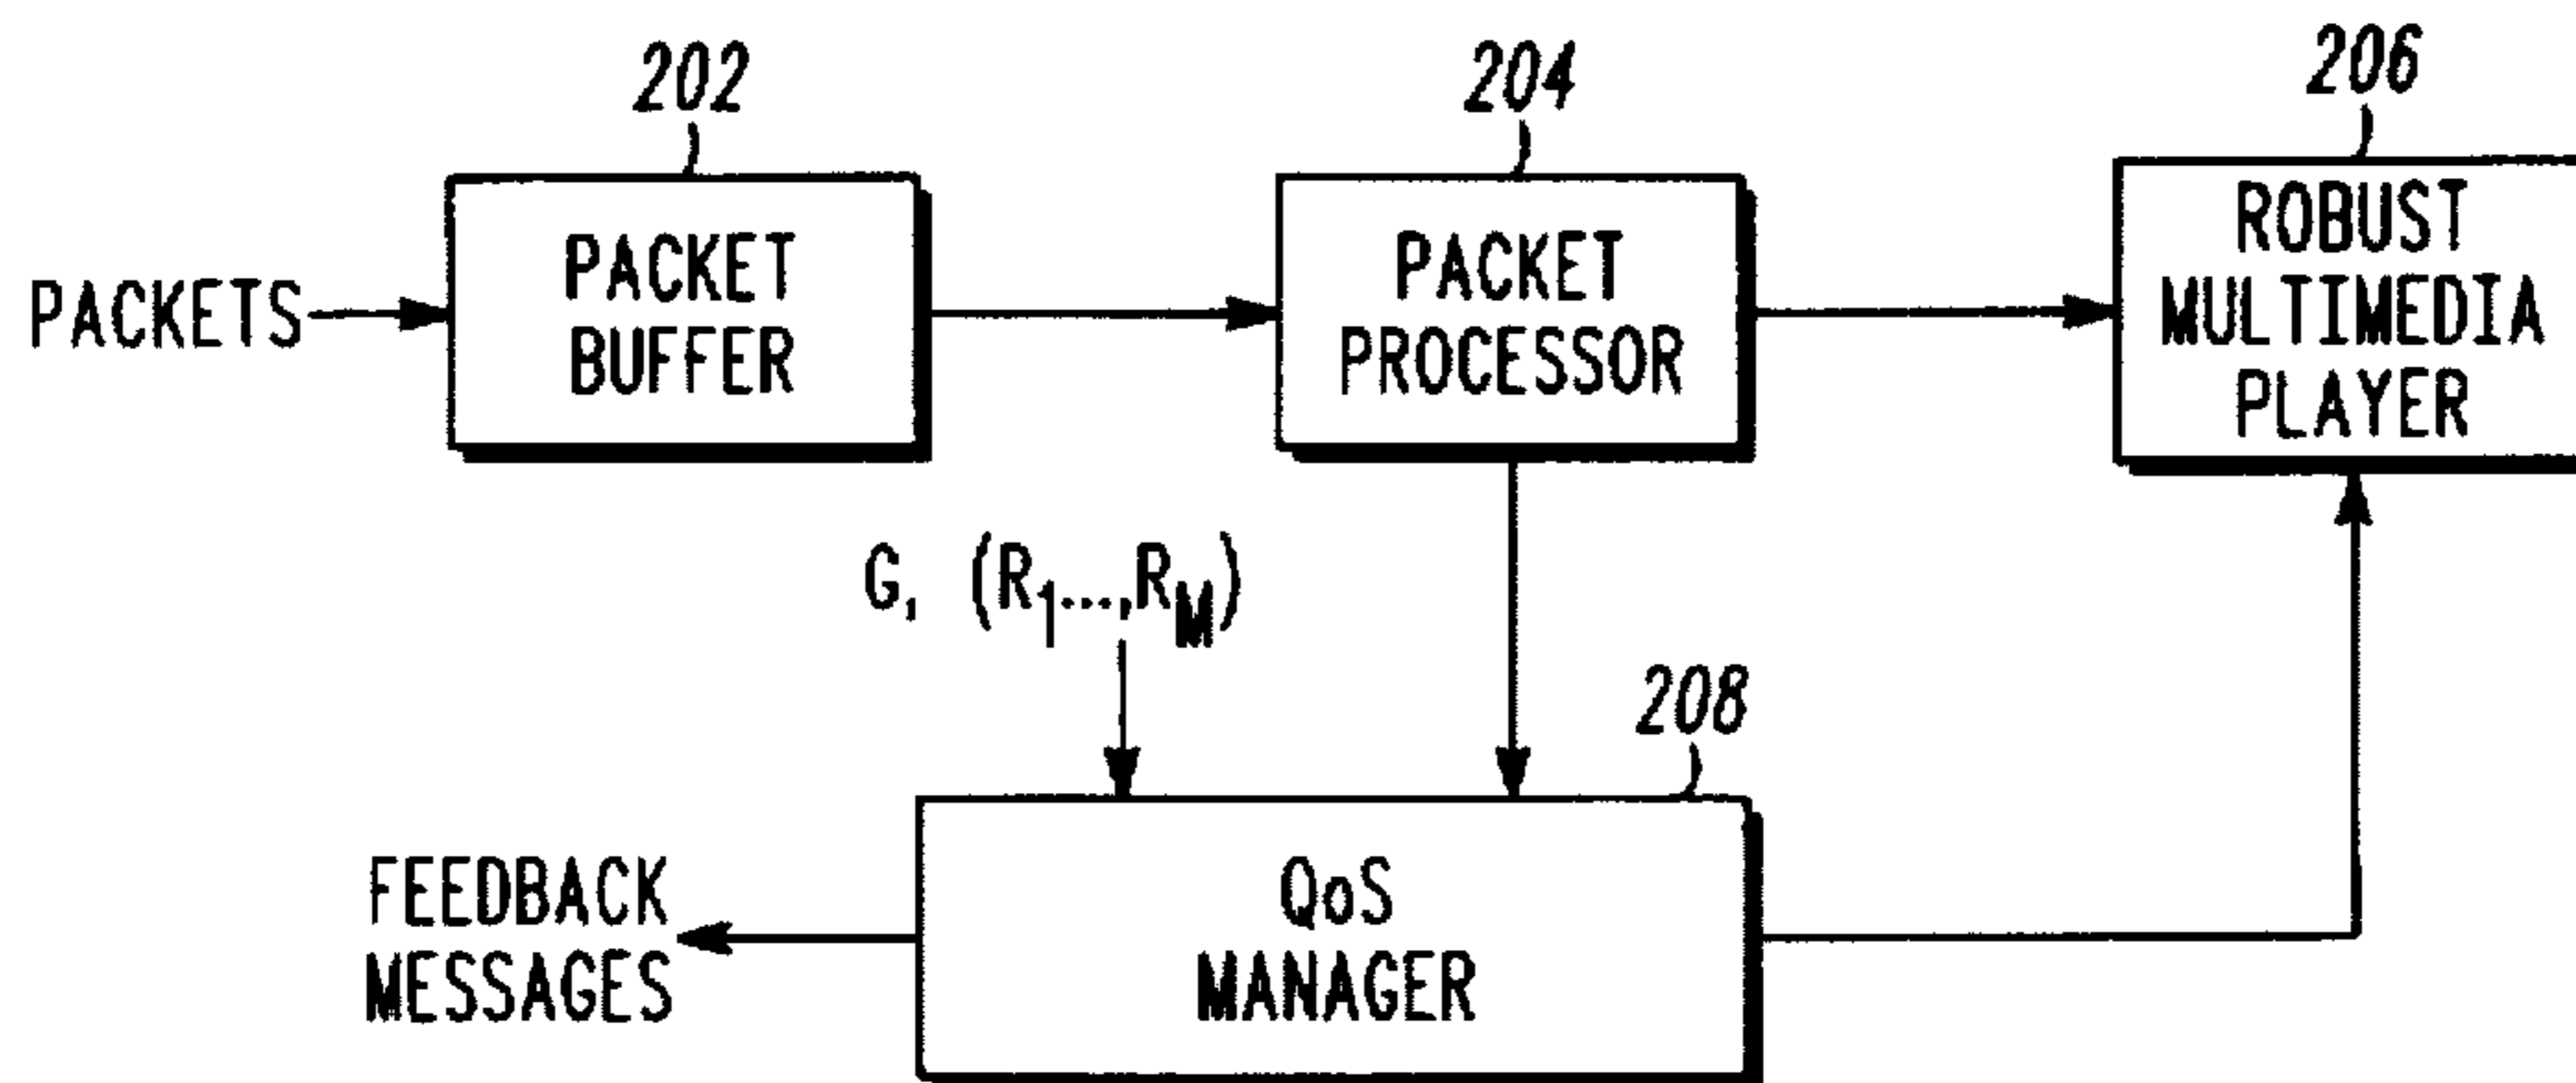 202
204
206
PACKETS
PACKET
BUFFER
PACKET
PROCESSOR
ROBUST
MULTIMEDIA
PLAYER
G, (R1...,RM)
208
FEEDBACK
MESSAGES
QoS
MANAGER